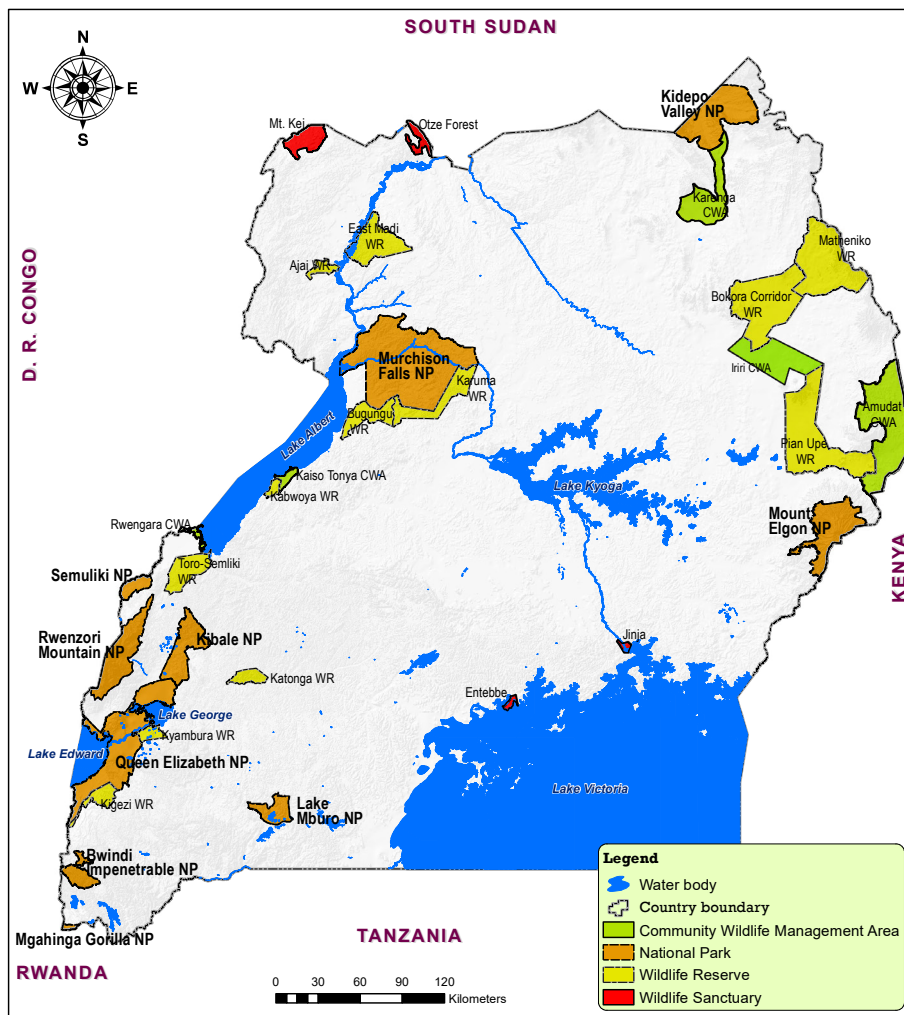 SOUTH SUDAN
N
W
E
S
Mt. Kei
Otze Forest
Kidepo
Valley NP
Karenga
CWA
East Madi
WR
Ajai WR
Matheniko
WR
Bokora Corridor
WR
D. R. CONGO
Murchison
Falls NP
Karuma
WR
Iriri CWA
Amudat
CWA
Bugungu
WR
Lake Albert
Pian Upe
WR
Kaiso Tonya CWA
Kabwoya WR
Lake Kyoga
Rwengara CWA
Mount
Elgon NP
Toro-Semliki
WR
Semuliki NP
KENYA
Rwenzori
Mountain NP
Kibale NP
Jinja
Katonga WR
Entebbe
Lake George
Kyambura WR
Lake Edward
Queen Elizabeth NP
Lake Victoria
Kigezi WR
Lake
Mburo NP
Bwindi
Impenetrable NP
Mgahinga Gorilla NP
TANZANIA
RWANDA
0 30 60 90 120
Kilometers
Legend
Water body
Country boundary
Community Wildlife Management Area
National Park
Wildlife Reserve
Wildlife Sanctuary